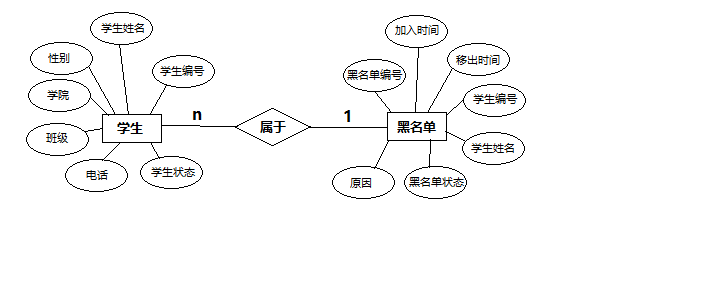 学生姓名
性别
学生编号
学院
班级
学生
电话
学生状态
n
属于
1
加入时间
移出时间
黑名单编号
学生编号
黑名单
学生姓名
原因
黑名单状态